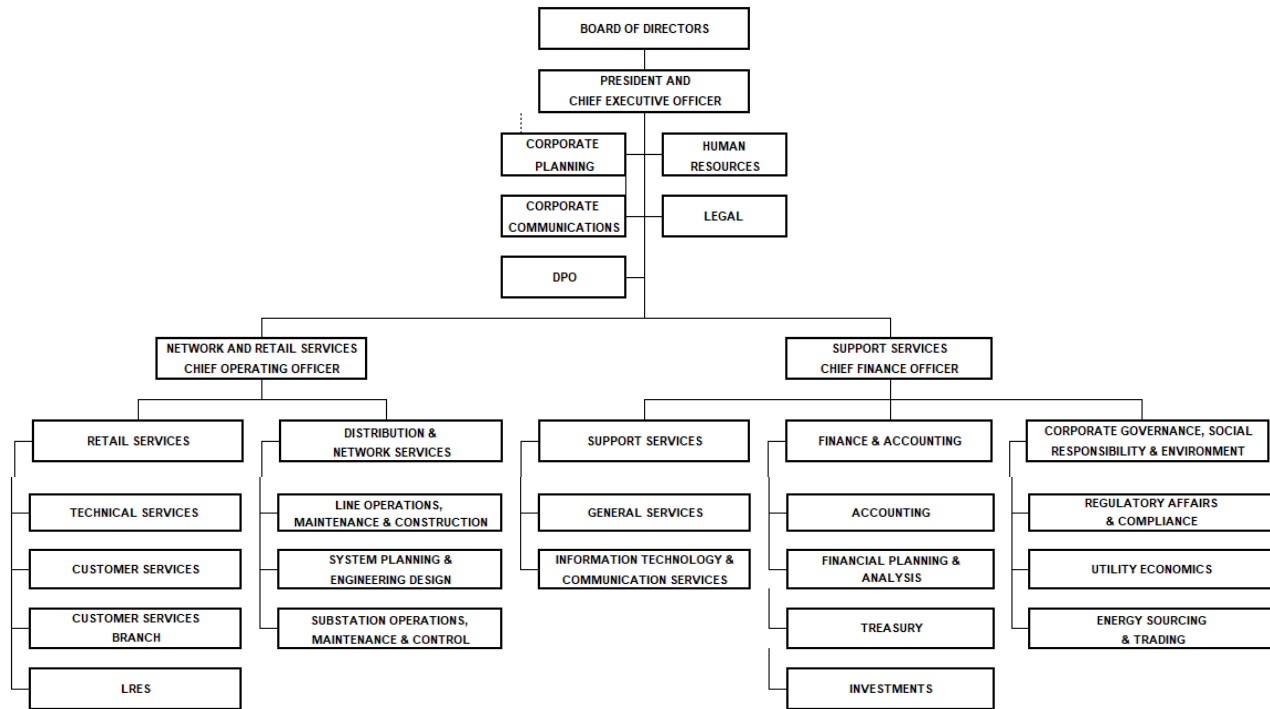 BOARD OF DIRECTORS
PRESIDENT AND
CHIEF EXECUTIVE OFFICER
CORPORATE
PLANNING
HUMAN
RESOURCES
CORPORATE
COMMUNICATIONS
LEGAL
DPO
NETWORK AND RETAIL SERVICES
CHIEF OPERATING OFFICER
SUPPORT SERVICES
CHIEF FINANCE OFFICER
RETAIL SERVICES
DISTRIBUTION &
NETWORK SERVICES
SUPPORT SERVICES
FINANCE & ACCOUNTING
CORPORATE GOVERNANCE, SOCIAL
RESPONSIBILITY & ENVIRONMENT
TECHNICAL SERVICES
LINE OPERATIONS,
MAINTENANCE & CONSTRUCTION
GENERAL SERVICES
ACCOUNTING
REGULATORY AFFAIRS
& COMPLIANCE
CUSTOMER SERVICES
SYSTEM PLANNING &
ENGINEERING DESIGN
INFORMATION TECHNOLOGY &
COMMUNICATION SERVICES
FINANCIAL PLANNING &
ANALYSIS
UTILITY ECONOMICS
CUSTOMER SERVICES
BRANCH
SUBSTATION OPERATIONS,
MAINTENANCE & CONTROL
TREASURY
ENERGY SOURCING
& TRADING
LRES
INVESTMENTS